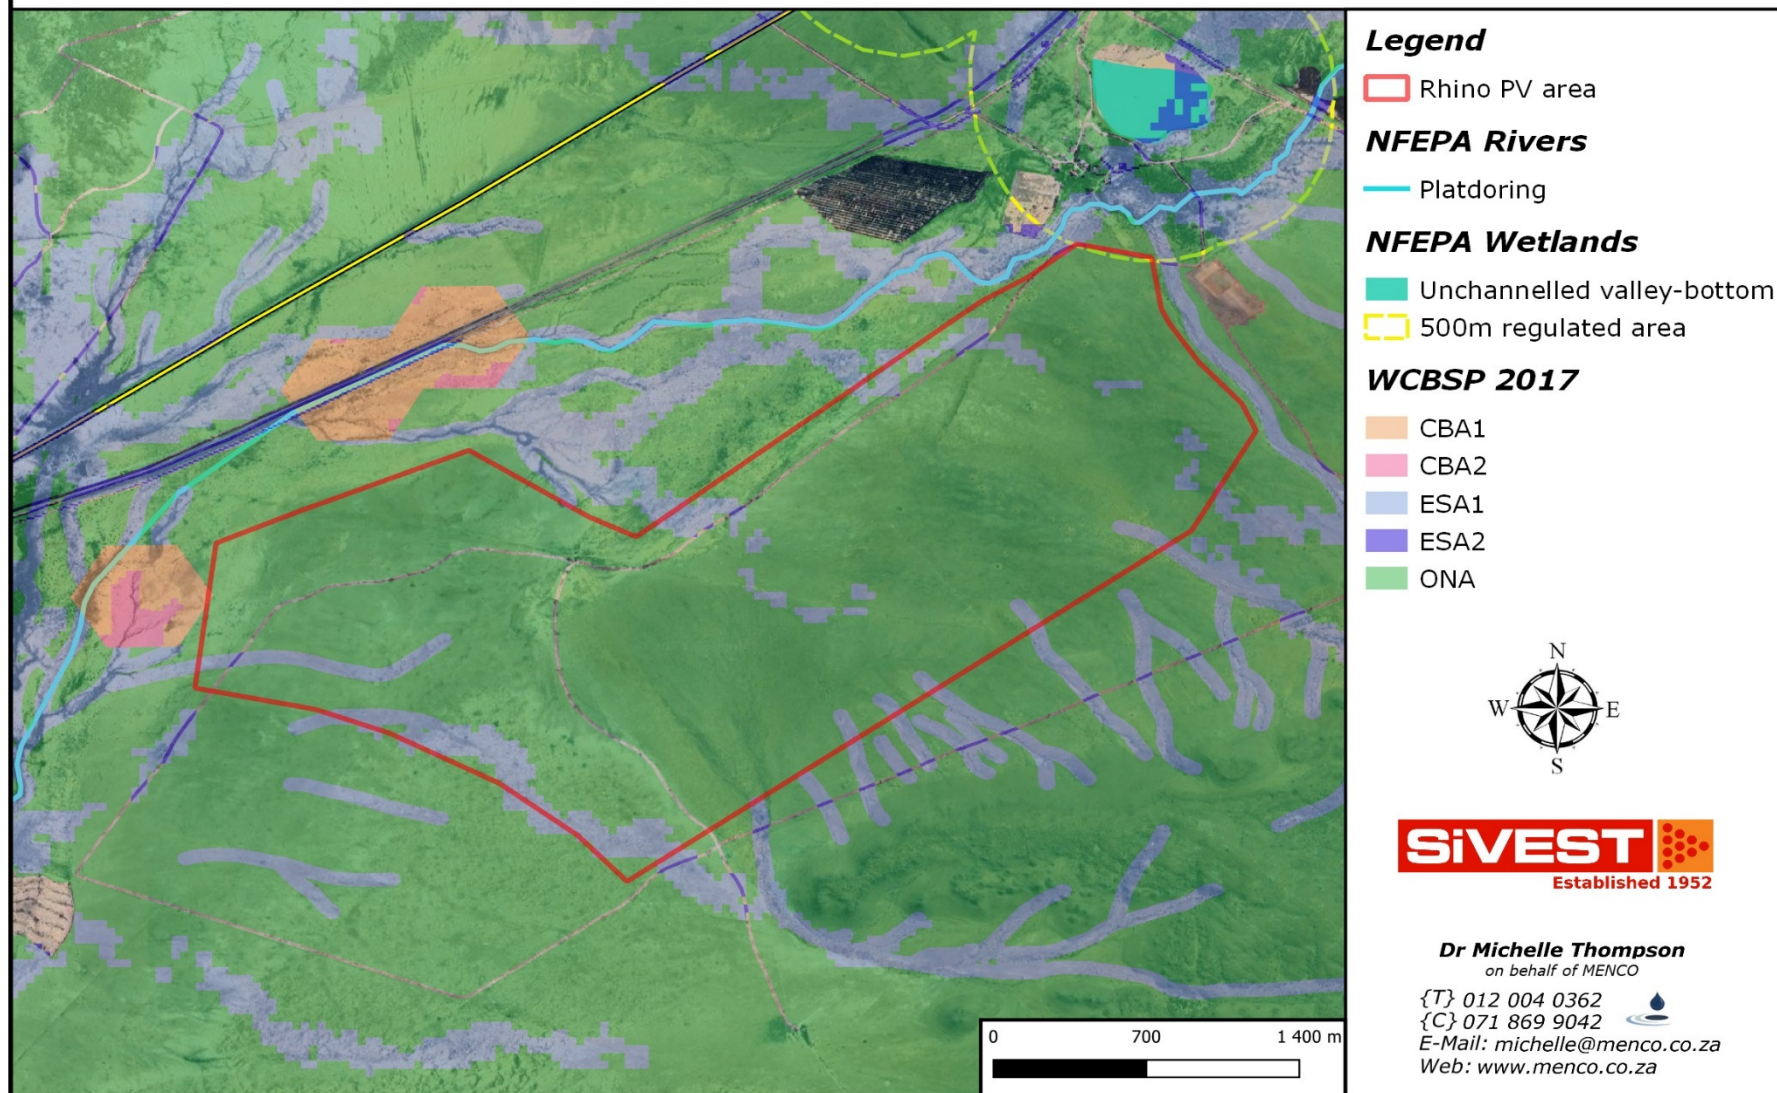 Legend
Rhino PV area
NFEPA Rivers
Platdoring
NFEPA Wetlands
Unchannelled valley-bottom
500m regulated area
WCBSP 2017
CBA1
CBA2
ESA1
ESA2
ONA
N
W E
S
SiVEST
Established 1952
Dr Michelle Thompson
on behalf of MENCO
{T} 012 004 0362
{C} 071 869 9042
E-Mail: michelle@menco.co.za
Web: www.menco.co.za
0 700 1 400 m